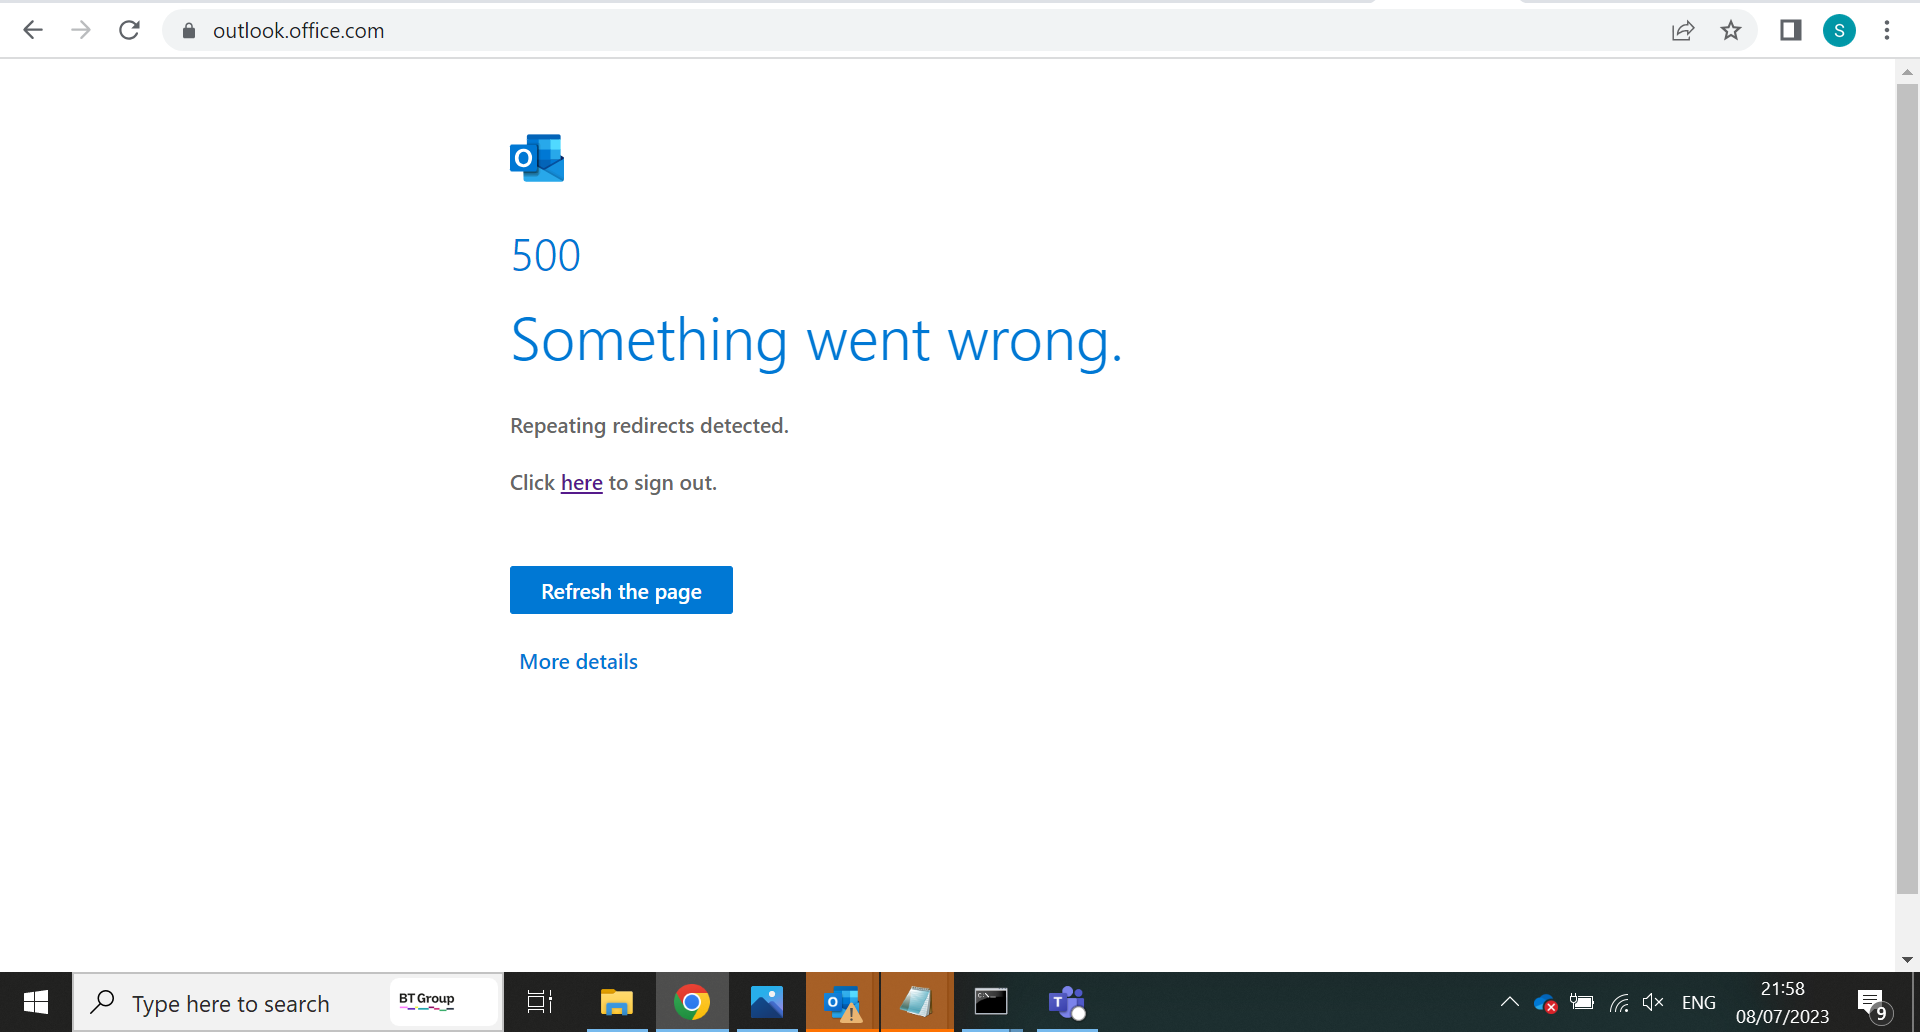 outlook.office.com
S
O
500
Something went wrong.
Repeating redirects detected.
Click here to sign out.
Refresh the page
More details
Type here to search
BT Group
O
T
ENG
21:58
08/07/2023
9